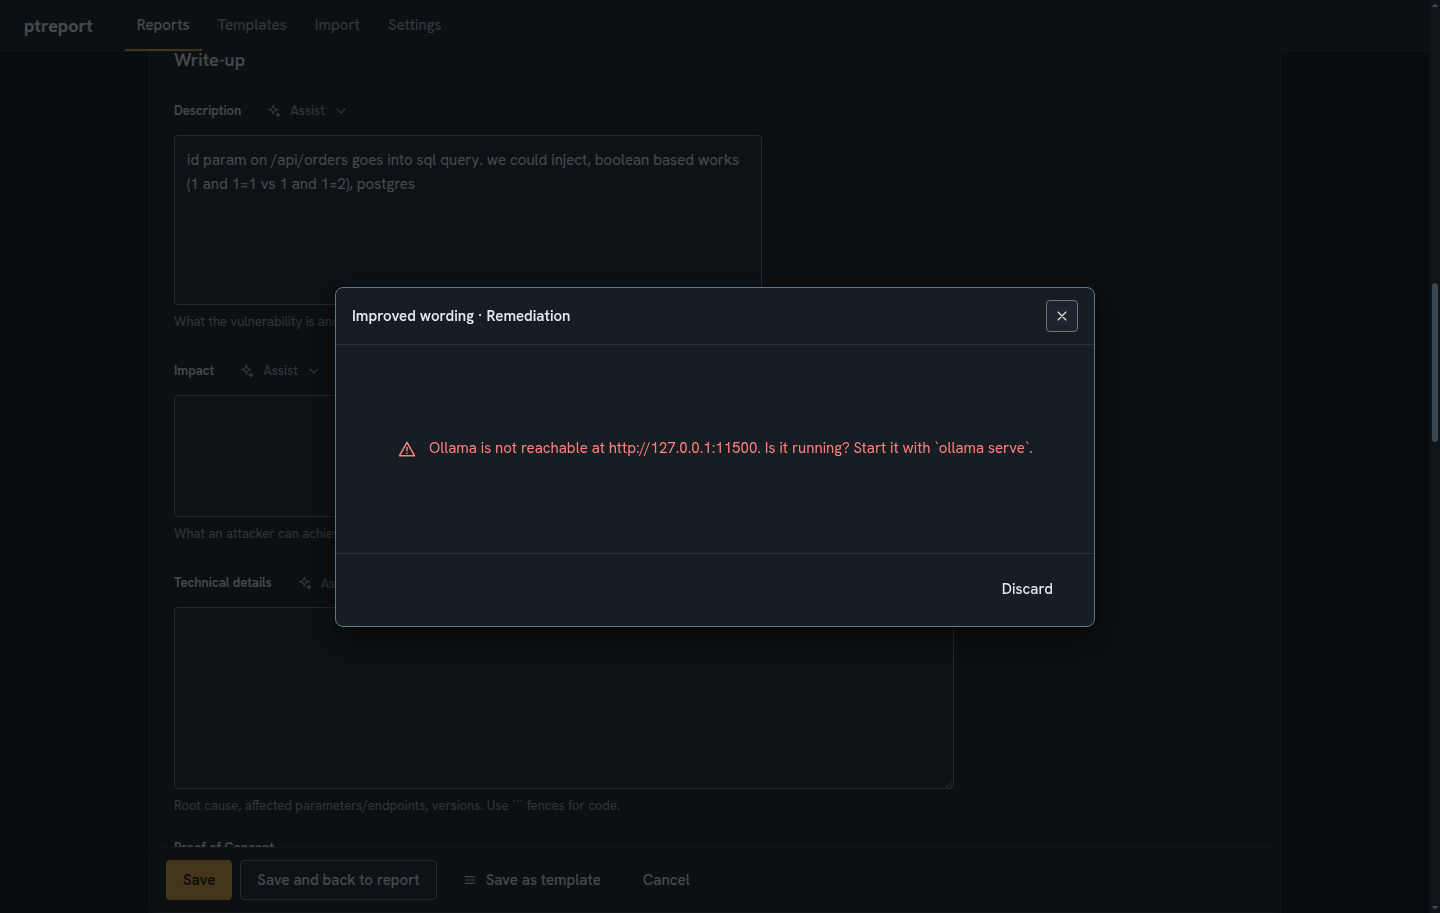 ptreport
Reports
Templates
Import
Settings
Write-up
Description
Assist
id param on /api/orders goes into sql query. we could inject, boolean based works
(1 and 1=1 vs 1 and 1=2), postgres
What the vulnerability is an
Improved wording · Remediation
Ollama is not reachable at http://127.0.0.1:11500. Is it running? Start it with `ollama serve`.
Discard
Impact
Assist
What an attacker can achie
Technical details
As
Root cause, affected parameters/endpoints, versions. Use ``` fences for code.
Proof of Concept
Save
Save and back to report
Save as template
Cancel